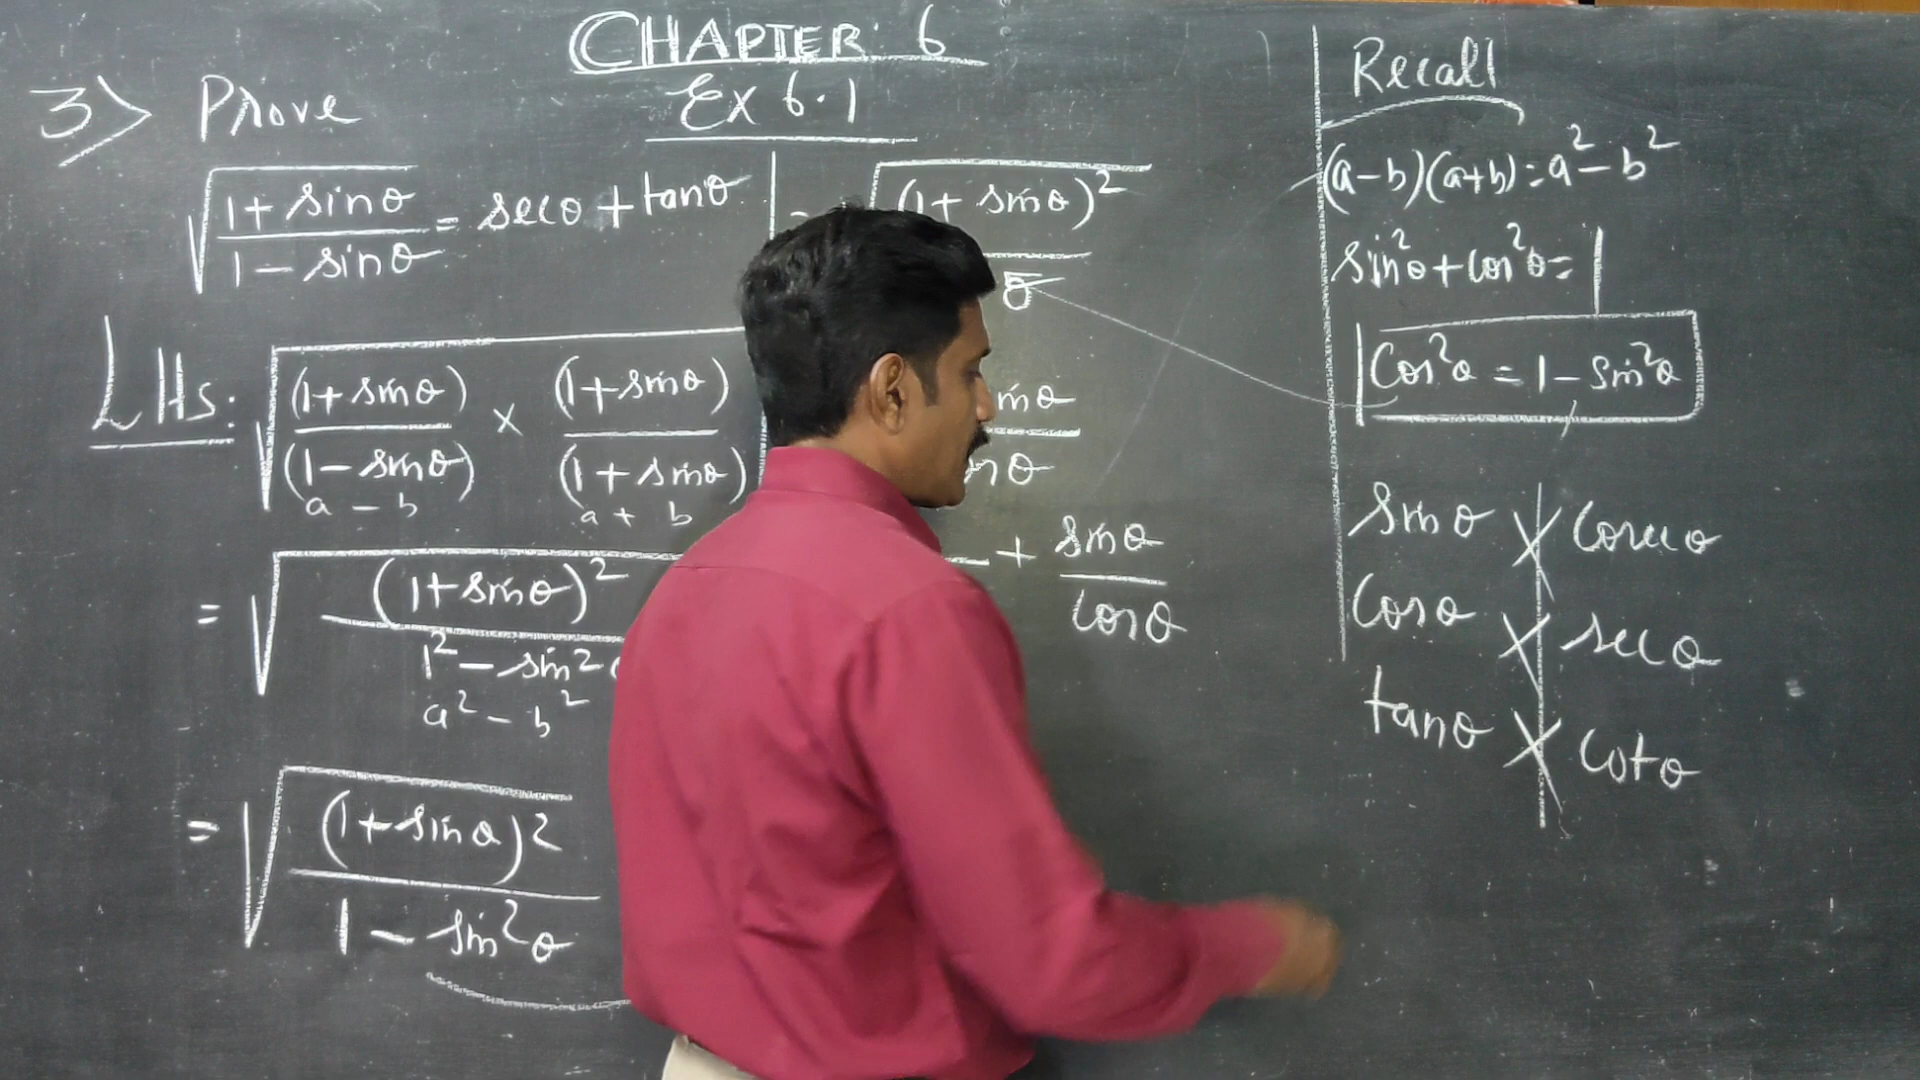 CHAPTER: 6
Ex 6.1
3) Prove
√((1 + sinθ)/(1 - sinθ)) = secθ + tanθ
LHS: √((1+sinθ)/(1-sinθ) × (1+sinθ)/(1+sinθ))
a - b a + b
= √((1+sinθ)²/(1² - sin²
a² - b²
= √((1+sinθ)²/(1 - sin²θ
(1 + sinθ)²
θ
+ sinθ/cosθ
Recall
(a-b)(a+b) = a² - b²
sin²θ + cos²θ = 1
Cos²θ = 1 - sin²θ
sinθ × cosecθ
cosθ × secθ
tanθ × cotθ